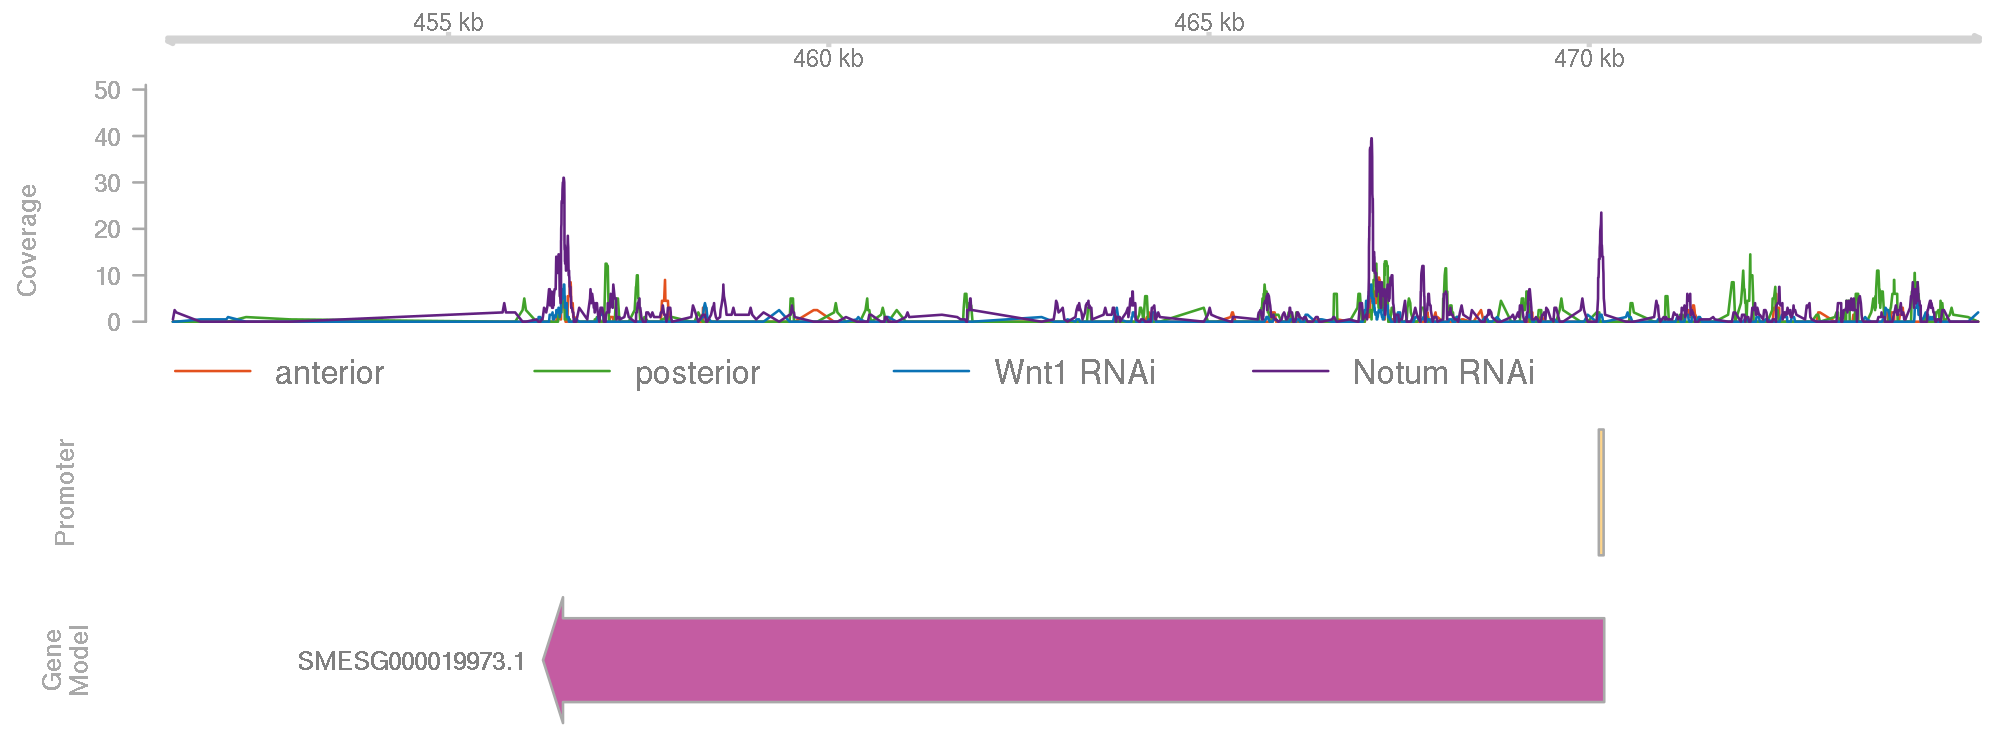 455 kb
465 kb
460 kb
470 kb
50
40
30
20
10
0
Coverage
anterior
posterior
Wnt1 RNAi
Notum RNAi
Promoter
Gene
Model
SMESG000019973.1